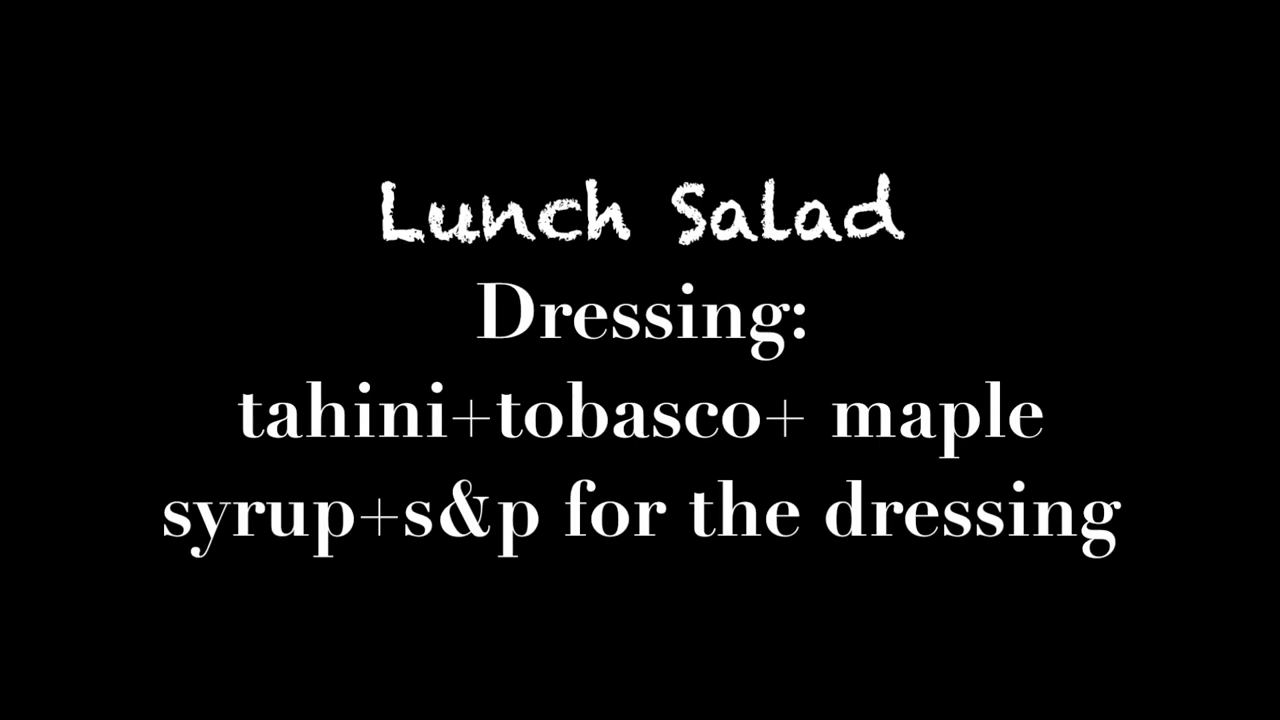 Lunch Salad
Dressing:
tahini+tobasco+ maple
syrup+s&p for the dressing